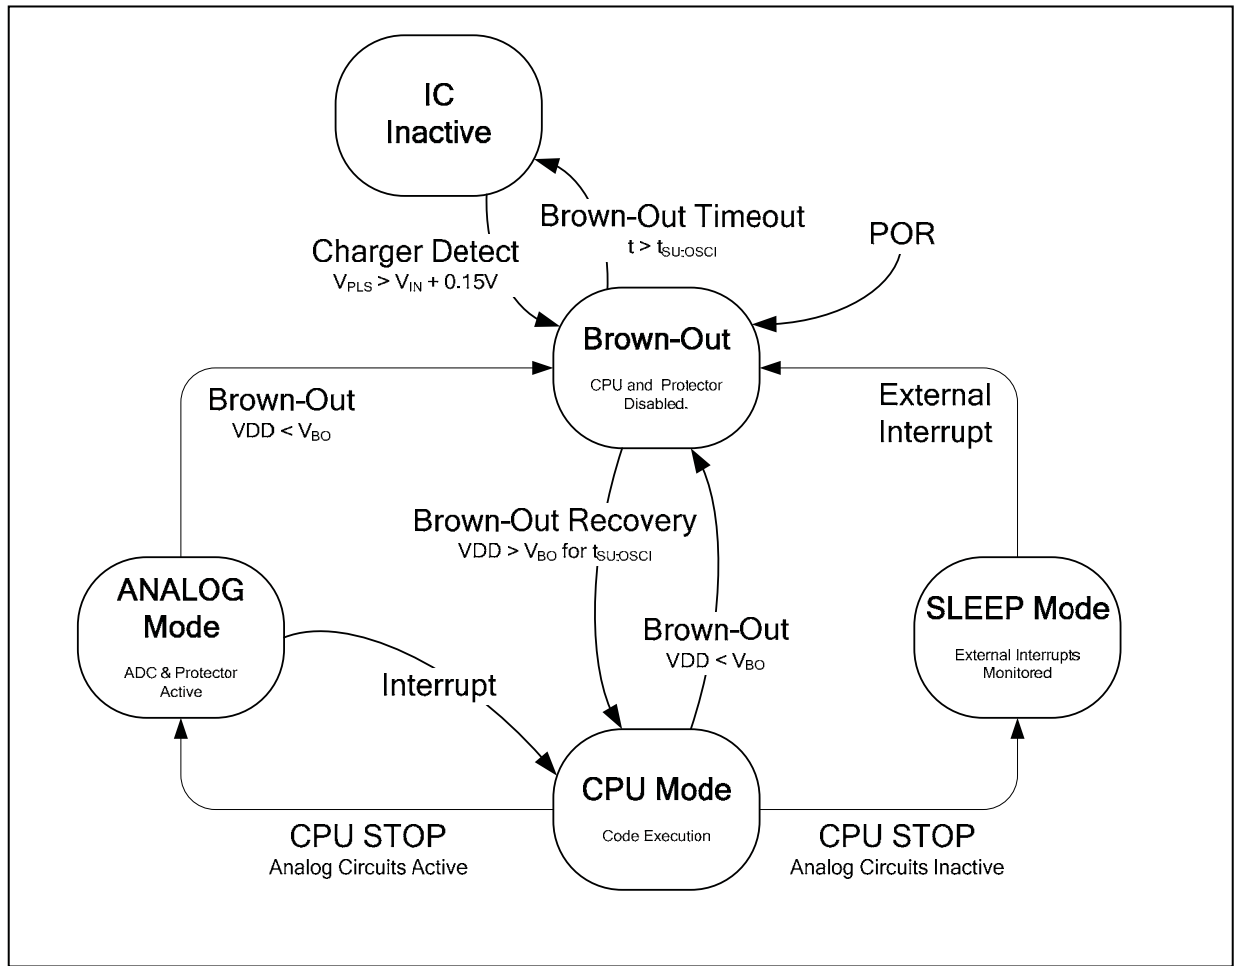 IC
Inactive
Brown-Out Timeout
t > tSU:OSCI
POR
Charger Detect
VPLS > VIN + 0.15V
Brown-Out
CPU and Protector
Disabled.
Brown-Out
VDD < VBO
External
Interrupt
Brown-Out Recovery
VDD > VBO for tSU:OSCI
ANALOG
Mode
ADC & Protector
Active
SLEEP Mode
External Interrupts
Monitored
Brown-Out
VDD < VBO
Interrupt
CPU Mode
Code Execution
CPU STOP
Analog Circuits Active
CPU STOP
Analog Circuits Inactive